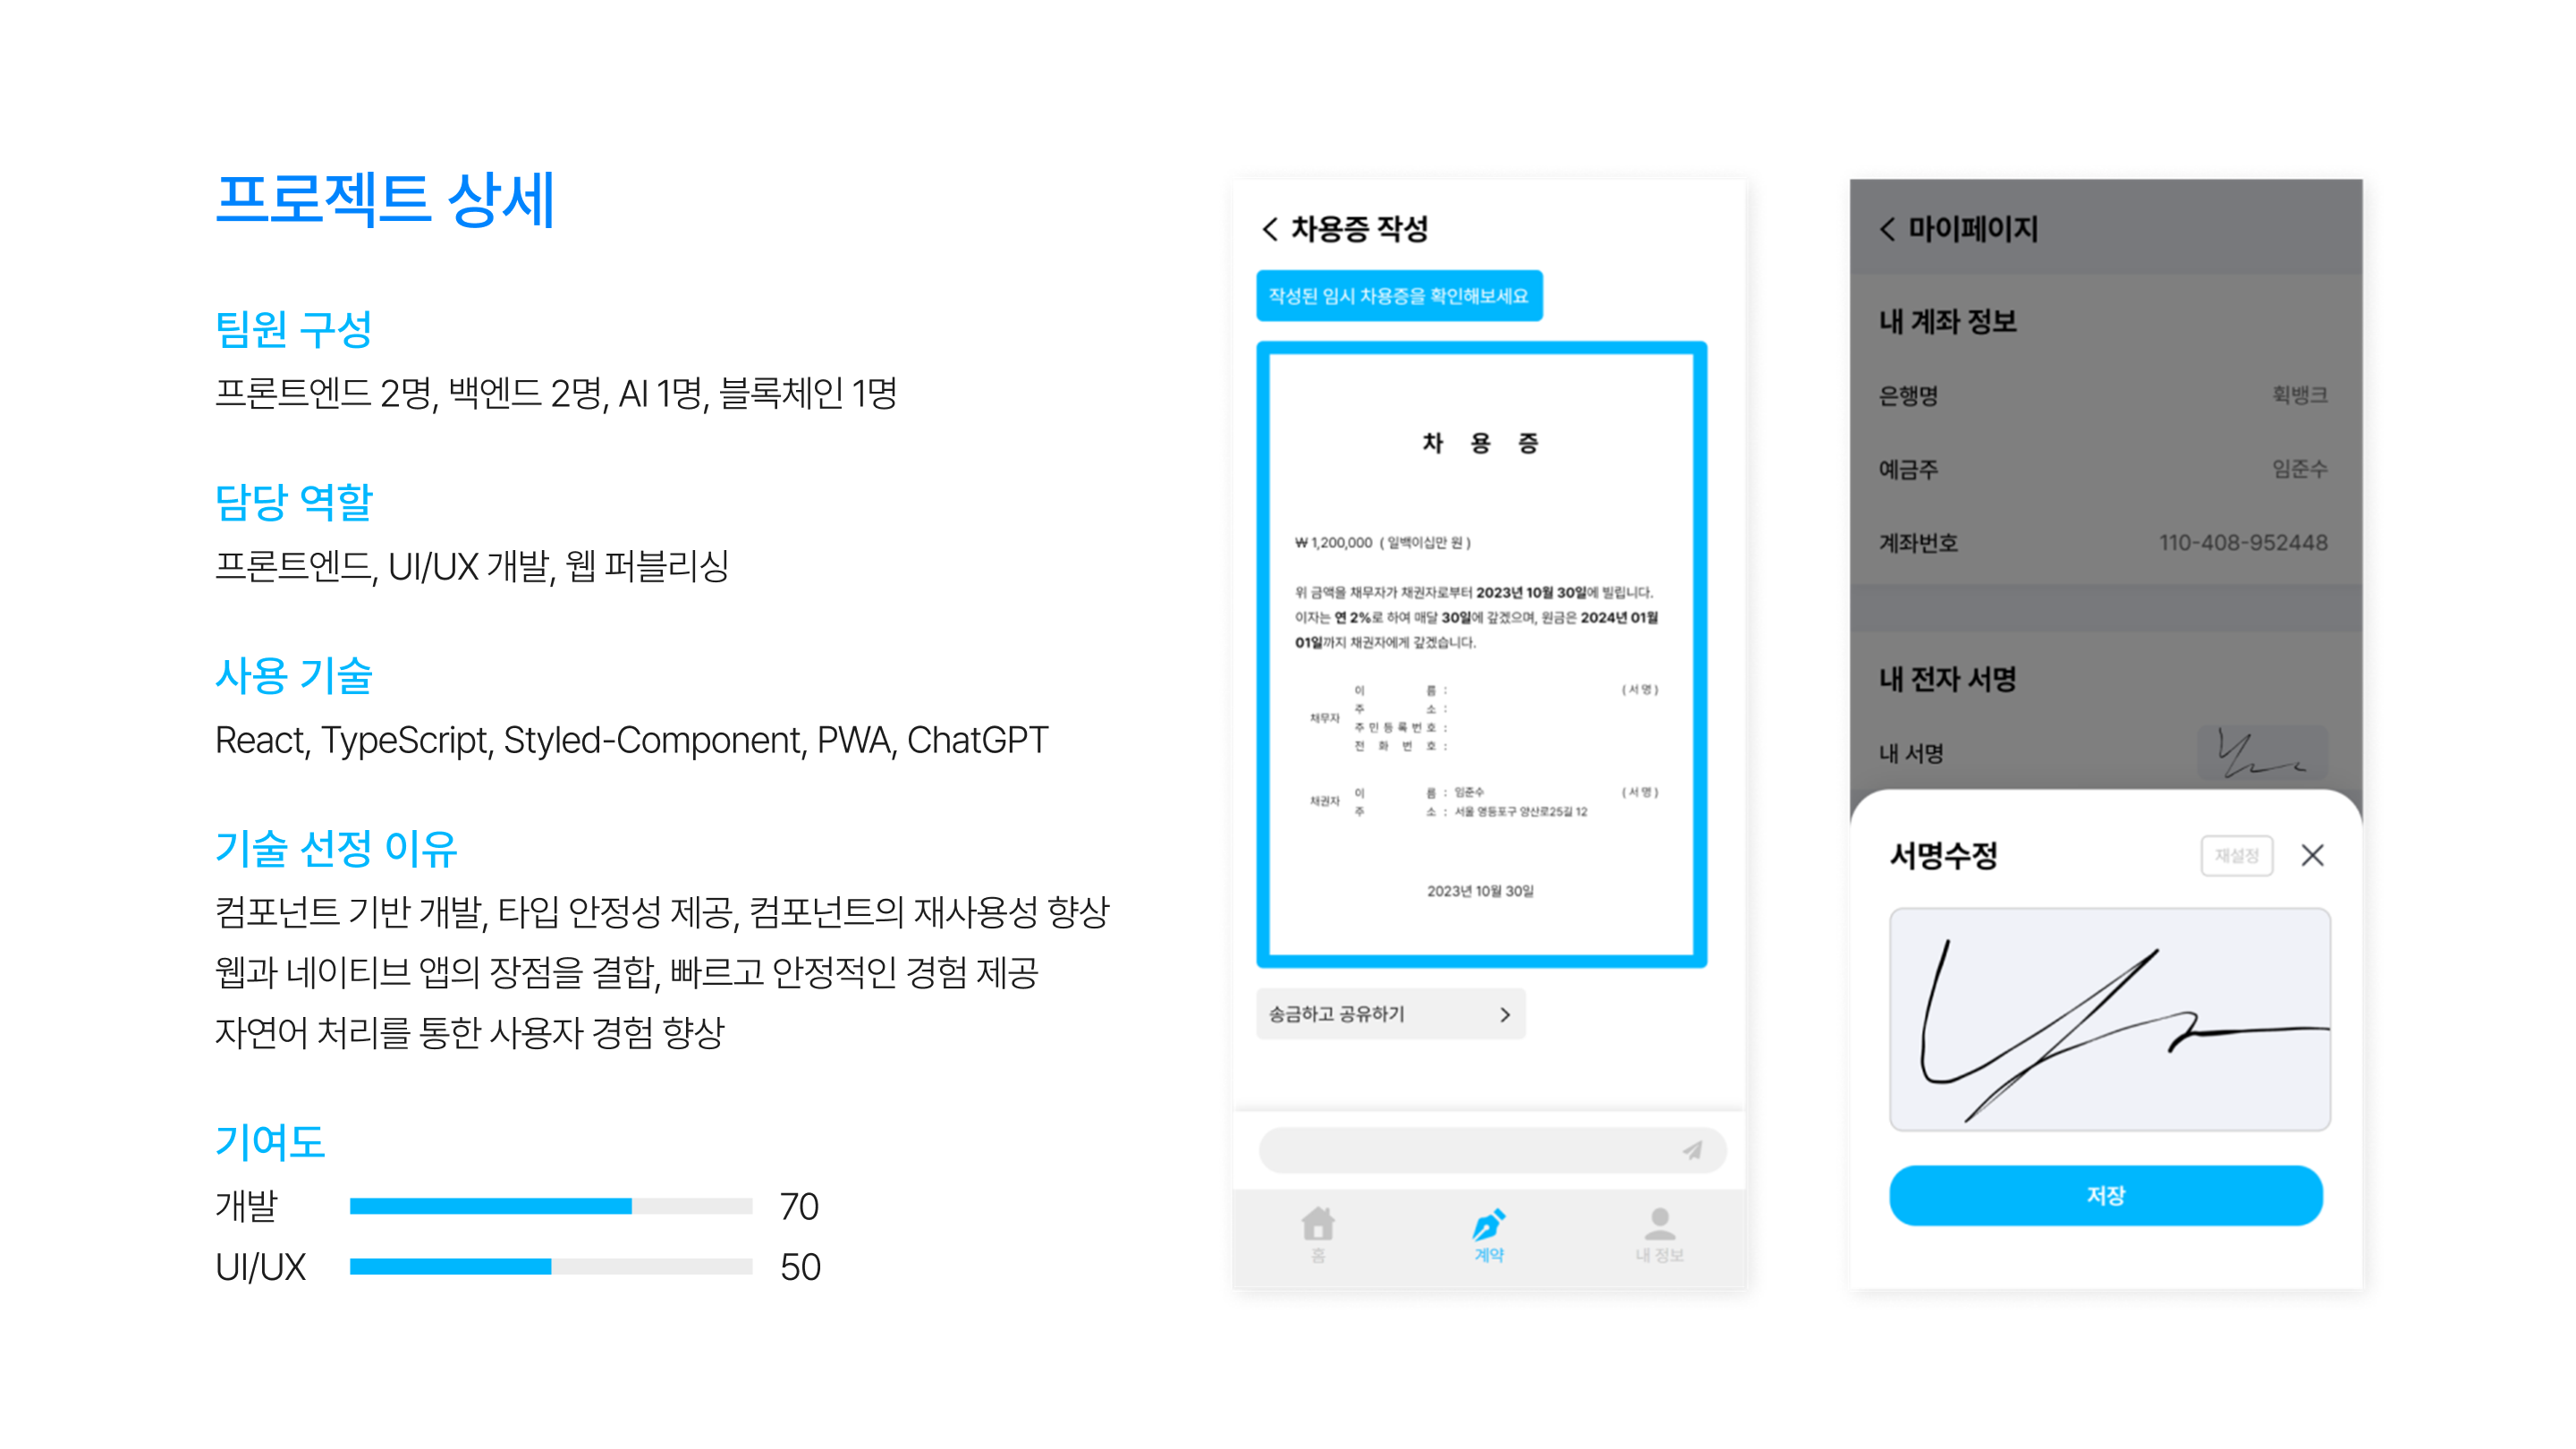 프로젝트 상세
팀원 구성
프론트엔드 2명, 백엔드 2명, AI 1명, 블록체인 1명
담당 역할
프론트엔드, UI/UX 개발, 웹 퍼블리싱
사용 기술
React, TypeScript, Styled-Component, PWA, ChatGPT
기술 선정 이유
컴포넌트 기반 개발, 타입 안정성 제공, 컴포넌트의 재사용성 향상
웹과 네이티브 앱의 장점을 결합, 빠르고 안정적인 경험 제공
자연어 처리를 통한 사용자 경험 향상
기여도
개발 70
UI/UX 50
차용증 작성
작성된 임시 차용증을 확인해보세요
차 용 증
₩ 1,200,000 ( 일백이십만 원 )
위 금액을 채무자가 채권자로부터 2023년 10월 30일에 빌립니다.
이자는 연 2%로 하여 매달 30일에 갚겠으며, 원금은 2024년 01월
01일까지 채권자에게 갚겠습니다.
채무자
이 름 : ( 서 명 )
주 소 :
주 민 등 록 번 호 :
전 화 번 호 :
채권자
이 름 : 임준수 ( 서 명 )
주 소 : 서울 영등포구 양산로25길 12
2023년 10월 30일
송금하고 공유하기
홈
계약
내 정보
마이페이지
내 계좌 정보
은행명 휙뱅크
예금주 임준수
계좌번호 110-408-952448
내 전자 서명
내 서명
서명수정
재설정
저장